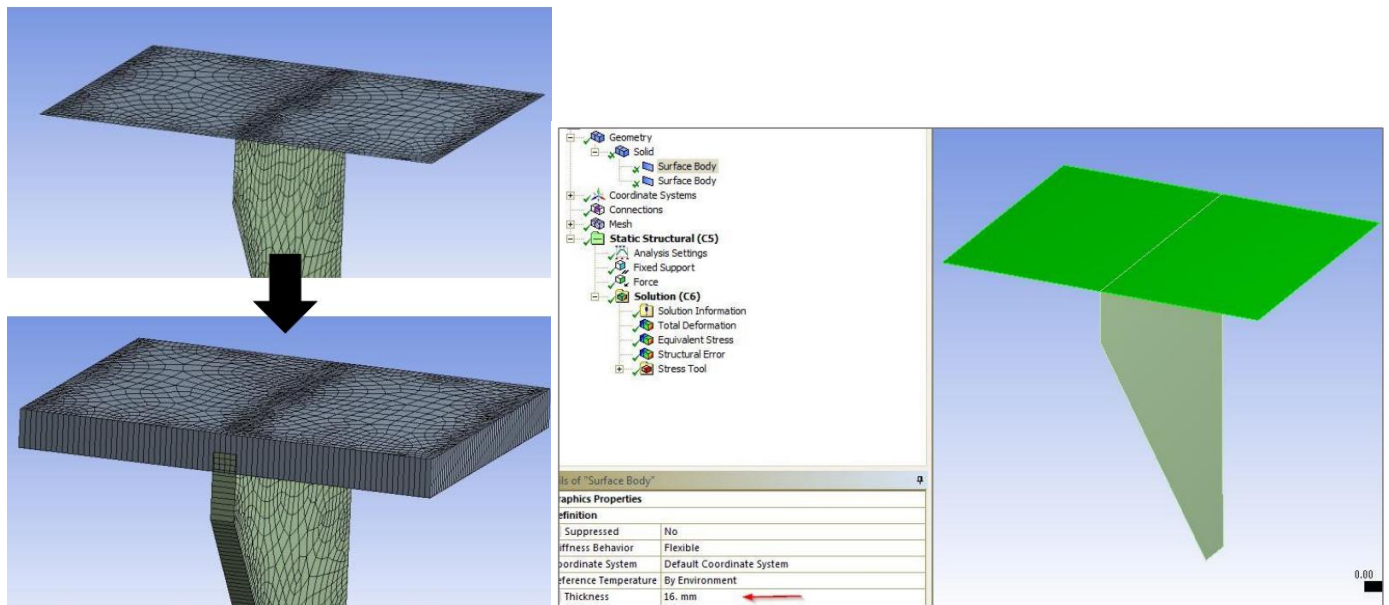 Geometry
Solid
Surface Body
Surface Body
Coordinate Systems
Connections
Mesh
Static Structural (C5)
Analysis Settings
Fixed Support
Force
Solution (C6)
Solution Information
Total Deformation
Equivalent Stress
Structural Error
Stress Tool
ils of "Surface Body"
raphics Properties
efinition
Suppressed No
iffness Behavior Flexible
oordinate System Default Coordinate System
eference Temperature By Environment
Thickness 16. mm
0.00